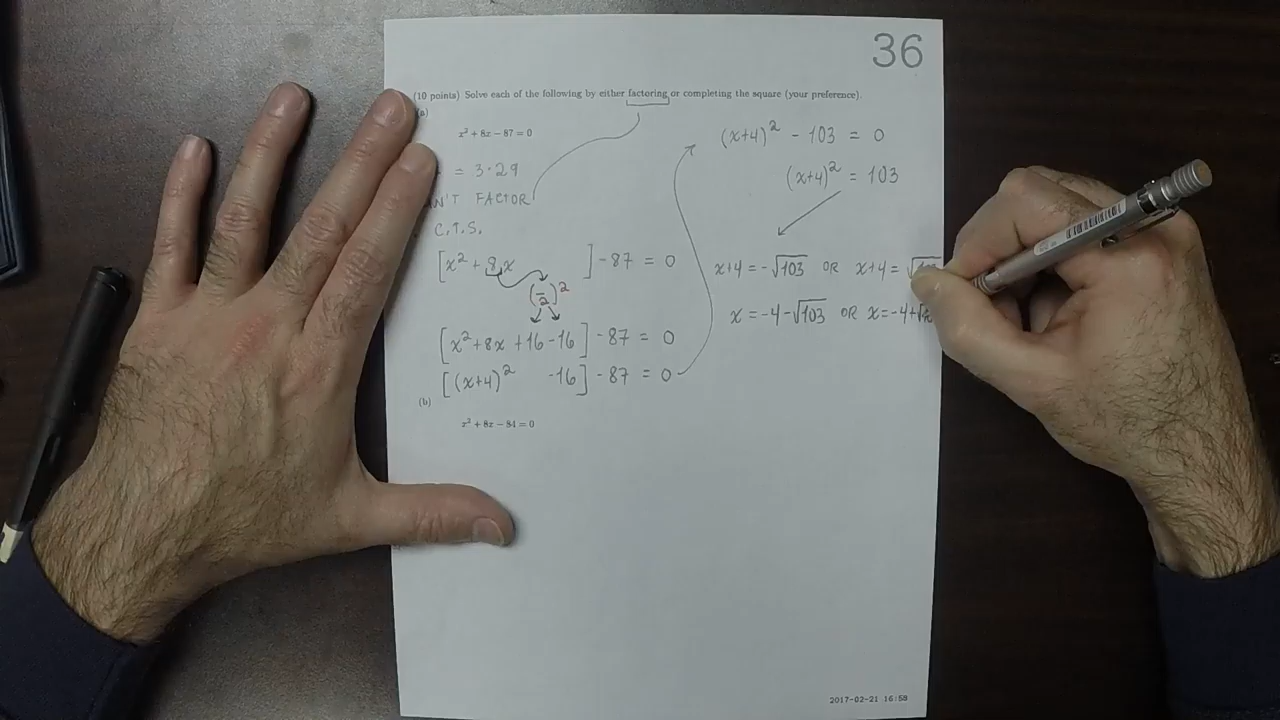 36
(10 points) Solve each of the following by either factoring or completing the square (your preference).
x² + 8x − 87 = 0
= 3·29
N'T FACTOR
C.T.S.
[x² + 8x ] - 87 = 0
(–/2)²
[x² + 8x + 16 - 16] - 87 = 0
[(x+4)² - 16] - 87 = 0
(x+4)² - 103 = 0
(x+4)² = 103
x+4 = -√103 OR x+4 =
x = -4-√103 OR x = -4+√
(b)
x² + 8x − 84 = 0
2017-02-21 16:58